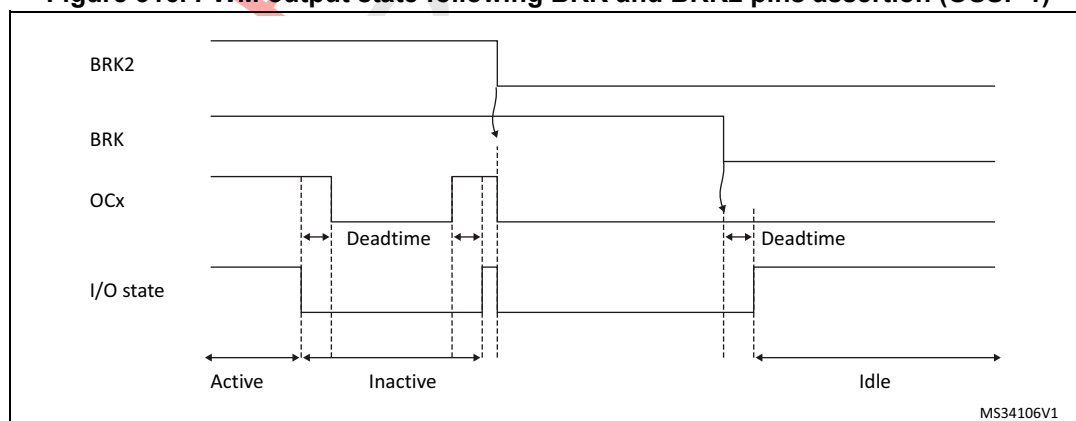 BRK2
BRK
OCx
Deadtime
Deadtime
I/O state
Active
Inactive
Idle
MS34106V1